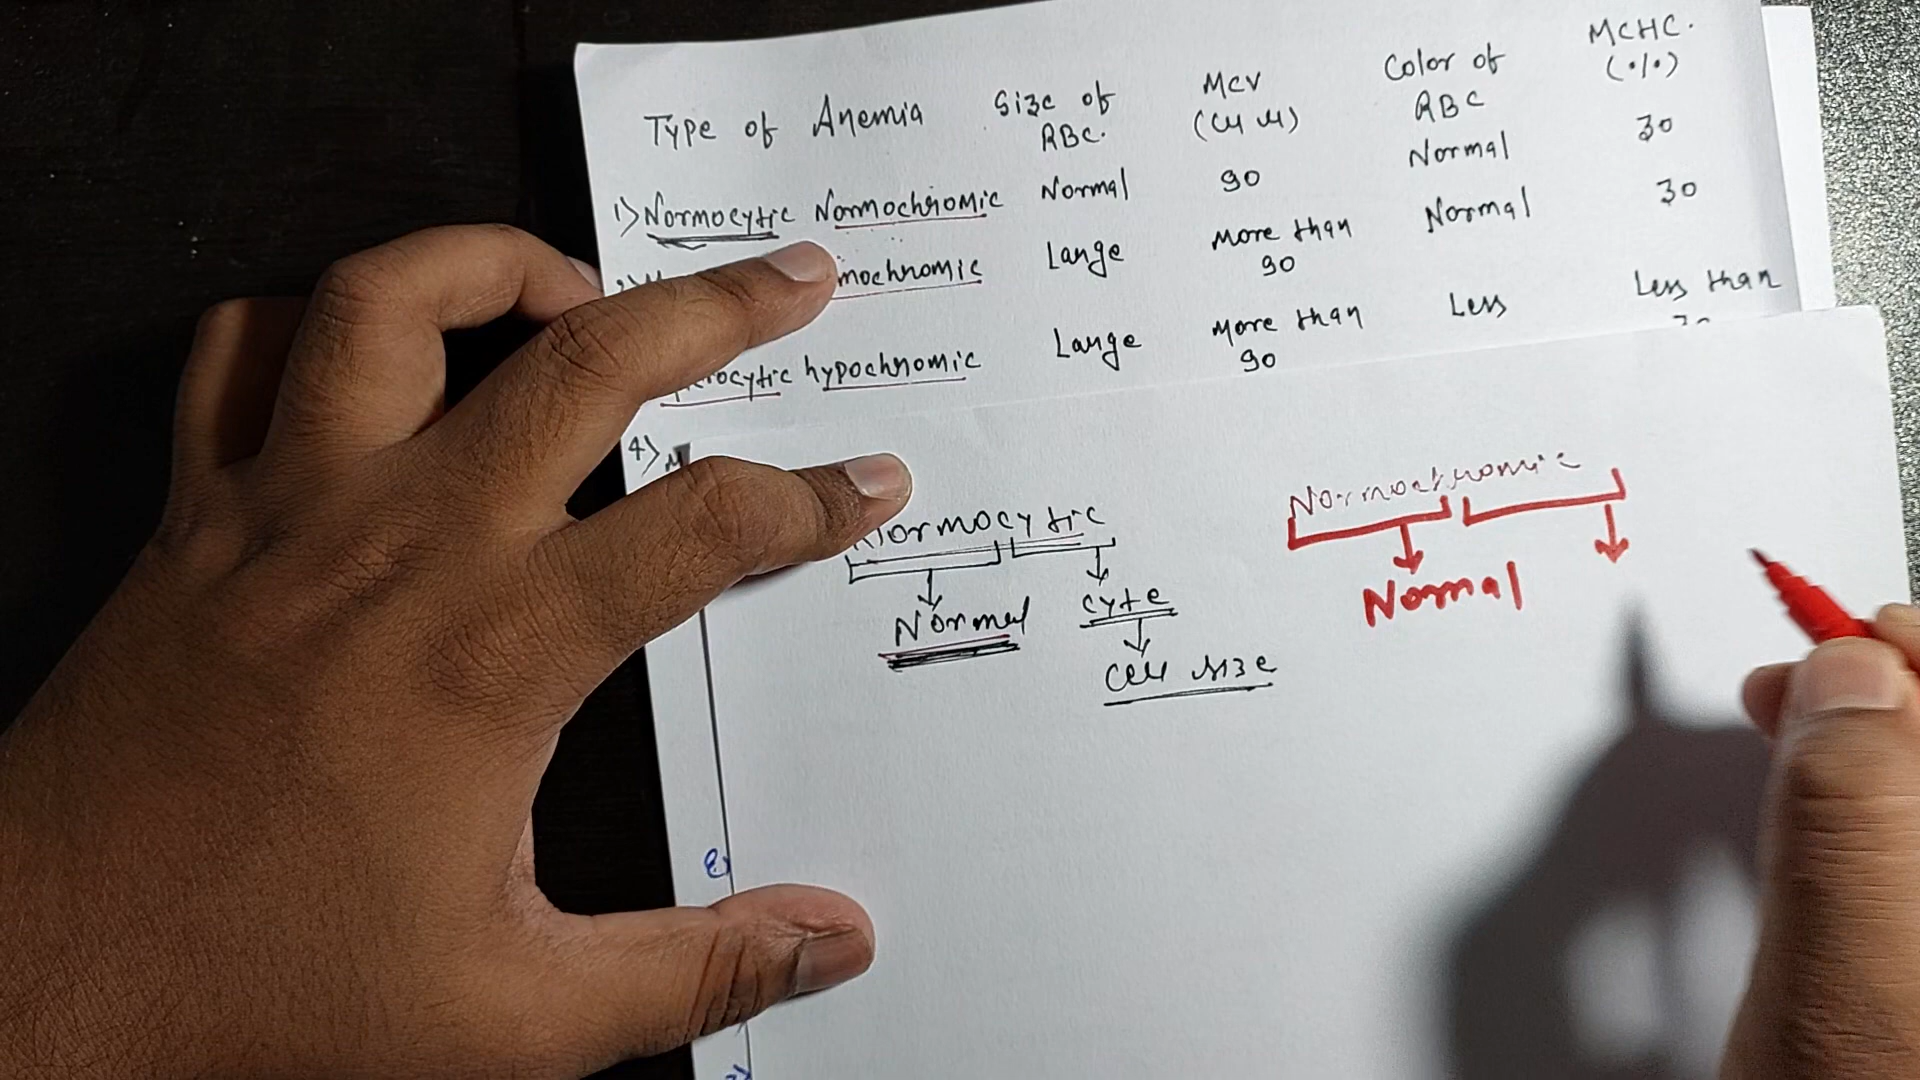 Type of Anemia Size of RBC. MCV (cu u) Color of RBC MCHC. (%)
1) Normocytic Normochromic Normal 90 Normal 30
Large More than 90 Normal 30
hypochromic Large More than 90 Less Less than
4) M
Normocytic Normochromic
Normal cyte Normal
cell size